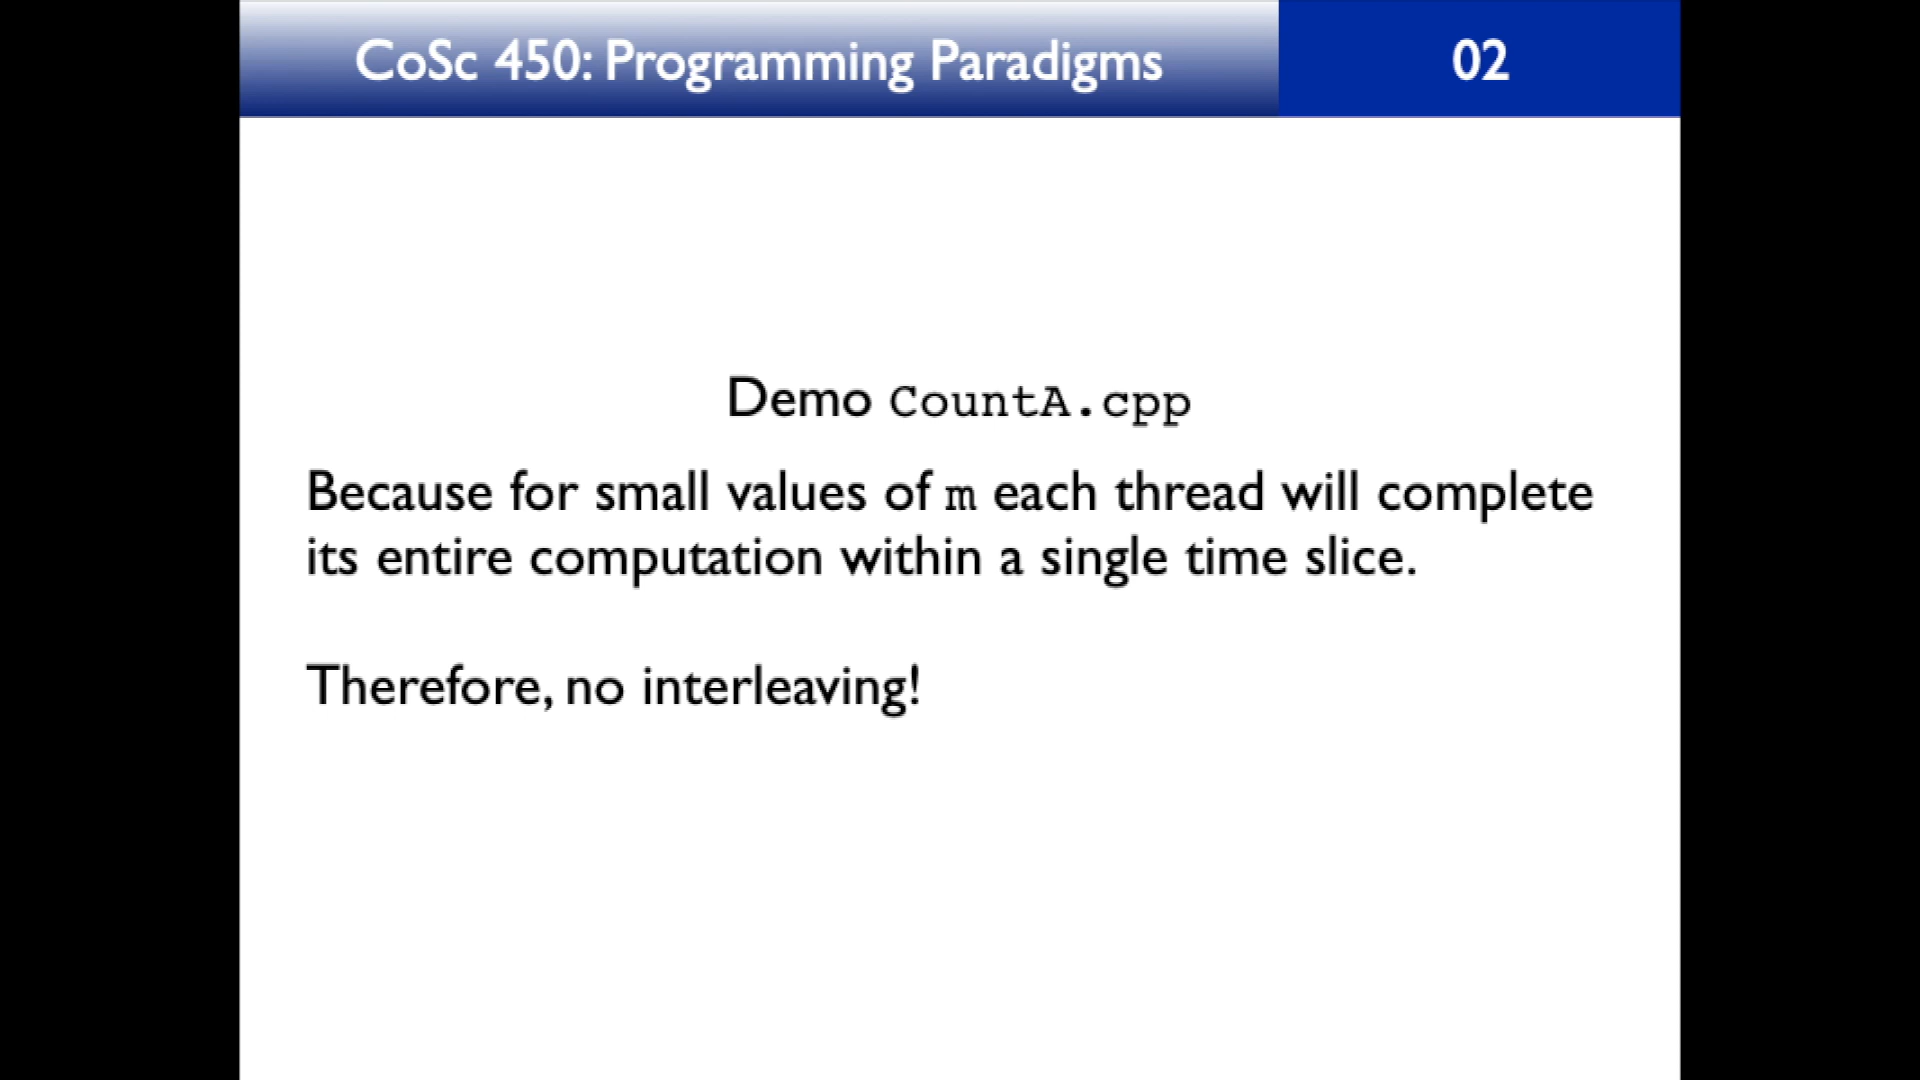 CoSc 450: Programming Paradigms
02
Demo CountA.cpp
Because for small values of m each thread will complete
its entire computation within a single time slice.
Therefore, no interleaving!